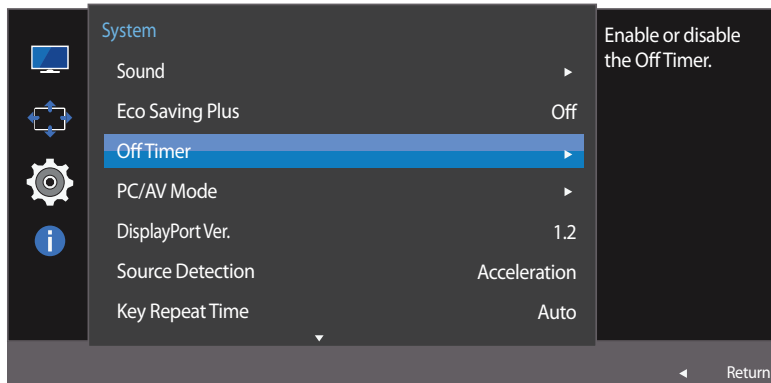 System
Sound
Eco Saving Plus Off
Off Timer
PC/AV Mode
DisplayPort Ver. 1.2
Source Detection Acceleration
Key Repeat Time Auto
Enable or disable
the Off Timer.
Return